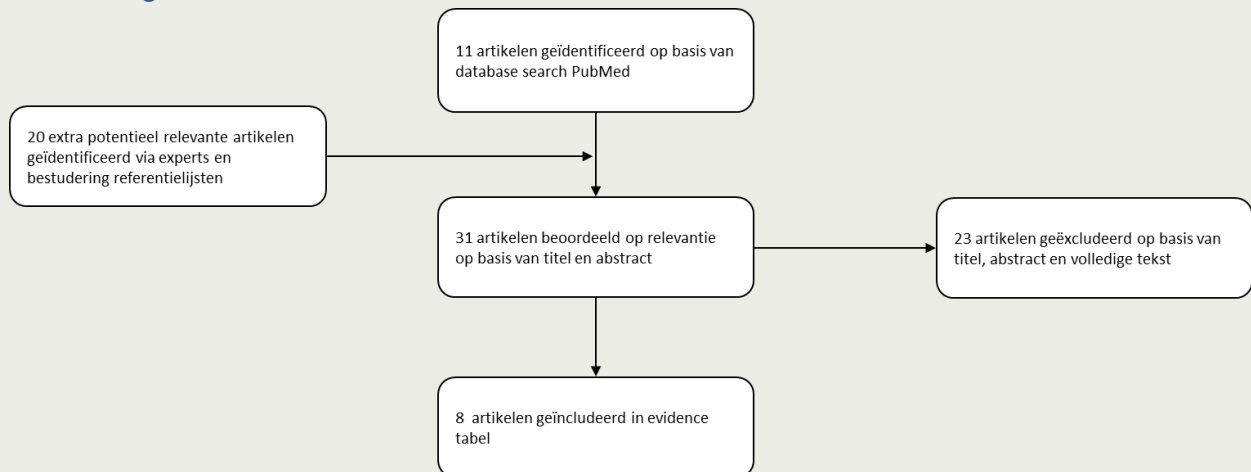 11 artikelen geïdentificeerd op basis van
database search PubMed
20 extra potentieel relevante artikelen
geïdentificeerd via experts en
bestudering referentielijsten
31 artikelen beoordeeld op relevantie
op basis van titel en abstract
23 artikelen geëxcludeerd op basis van
titel, abstract en volledige tekst
8 artikelen geïncludeerd in evidence
tabel